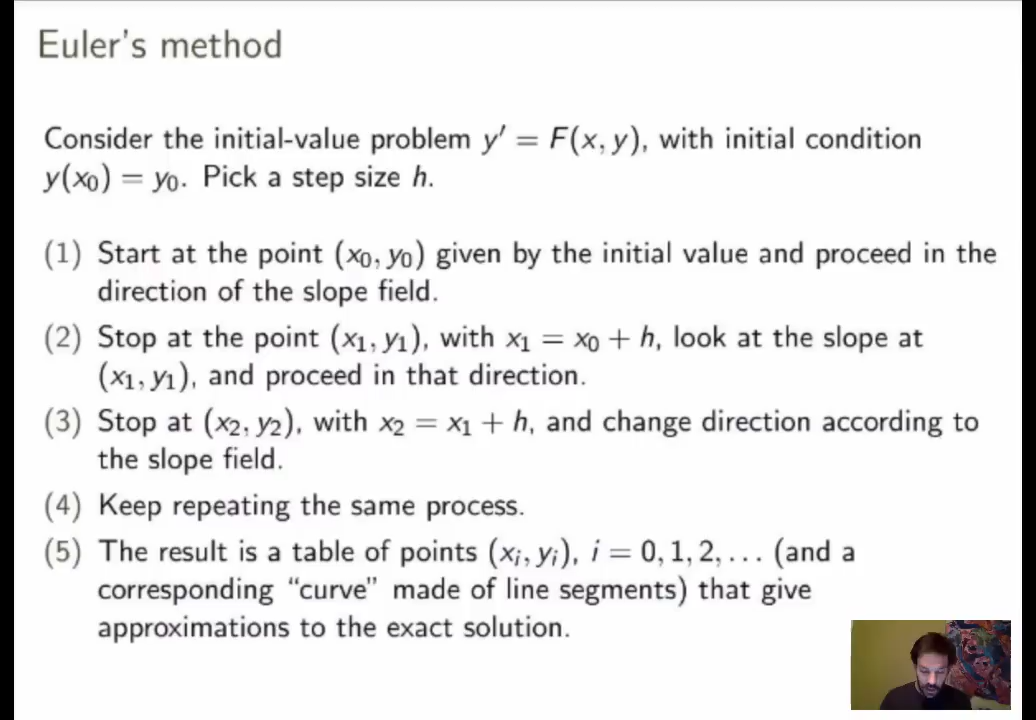 Euler's method
Consider the initial-value problem y′ = F(x, y), with initial condition
y(x₀) = y₀. Pick a step size h.
(1) Start at the point (x₀, y₀) given by the initial value and proceed in the
direction of the slope field.
(2) Stop at the point (x₁, y₁), with x₁ = x₀ + h, look at the slope at
(x₁, y₁), and proceed in that direction.
(3) Stop at (x₂, y₂), with x₂ = x₁ + h, and change direction according to
the slope field.
(4) Keep repeating the same process.
(5) The result is a table of points (xᵢ, yᵢ), i = 0, 1, 2, … (and a
corresponding “curve” made of line segments) that give
approximations to the exact solution.